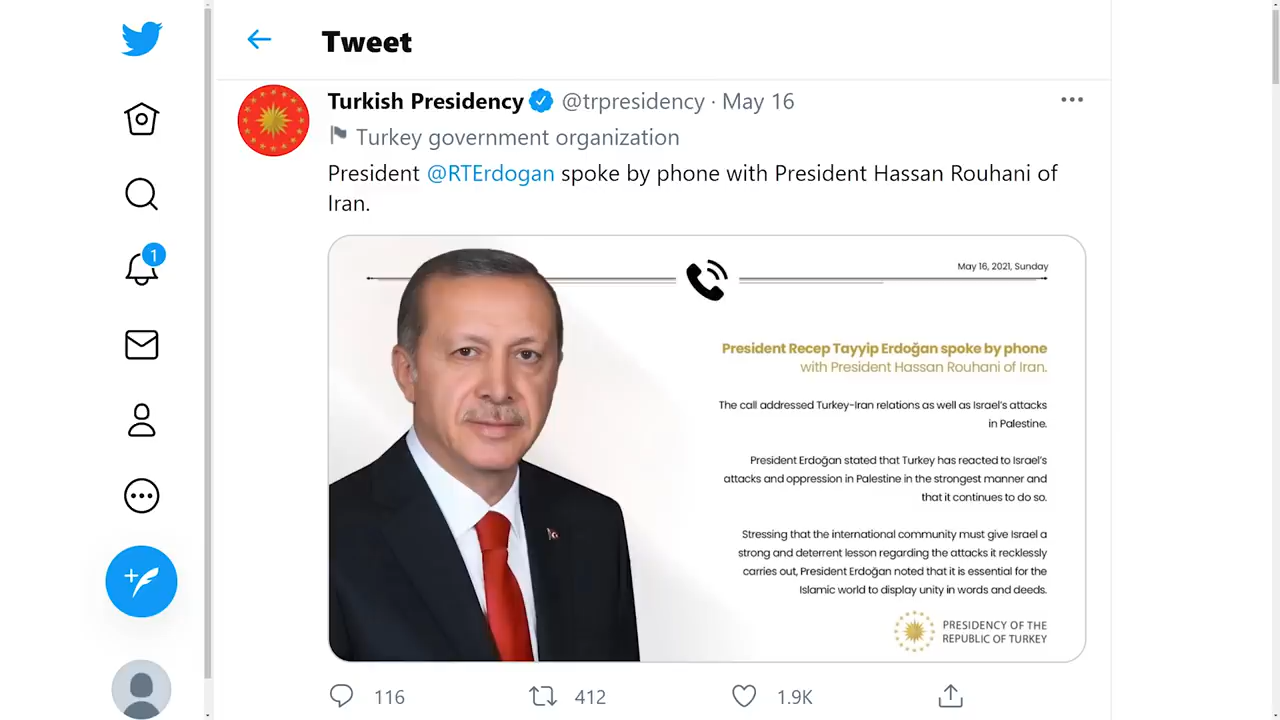 Tweet
Turkish Presidency @trpresidency · May 16
Turkey government organization
President @RTErdogan spoke by phone with President Hassan Rouhani of
Iran.
1
May 16, 2021, Sunday
President Recep Tayyip Erdoğan spoke by phone
with President Hassan Rouhani of Iran.
The call addressed Turkey-Iran relations as well as Israel's attacks
in Palestine.
President Erdoğan stated that Turkey has reacted to Israel's
attacks and oppression in Palestine in the strongest manner and
that it continues to do so.
Stressing that the international community must give Israel a
strong and deterrent lesson regarding the attacks it recklessly
carries out, President Erdoğan noted that it is essential for the
Islamic world to display unity in words and deeds.
PRESIDENCY OF THE
REPUBLIC OF TURKEY
116 412 1.9K